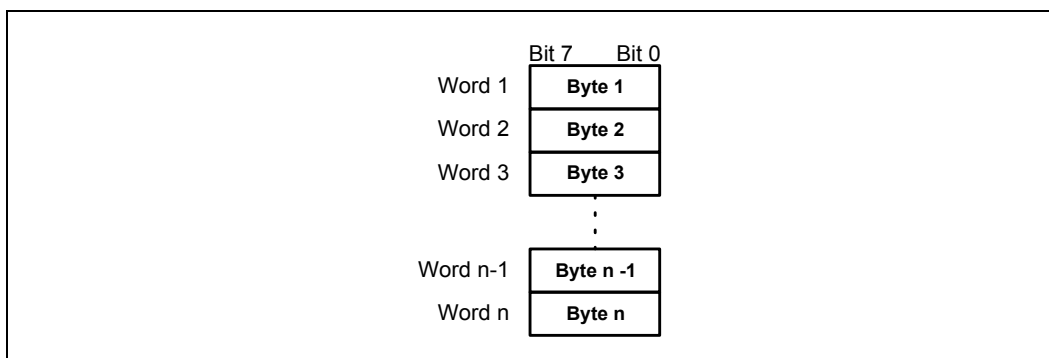 Bit 7 Bit 0
Word 1 Byte 1
Word 2 Byte 2
Word 3 Byte 3
Word n-1 Byte n -1
Word n Byte n